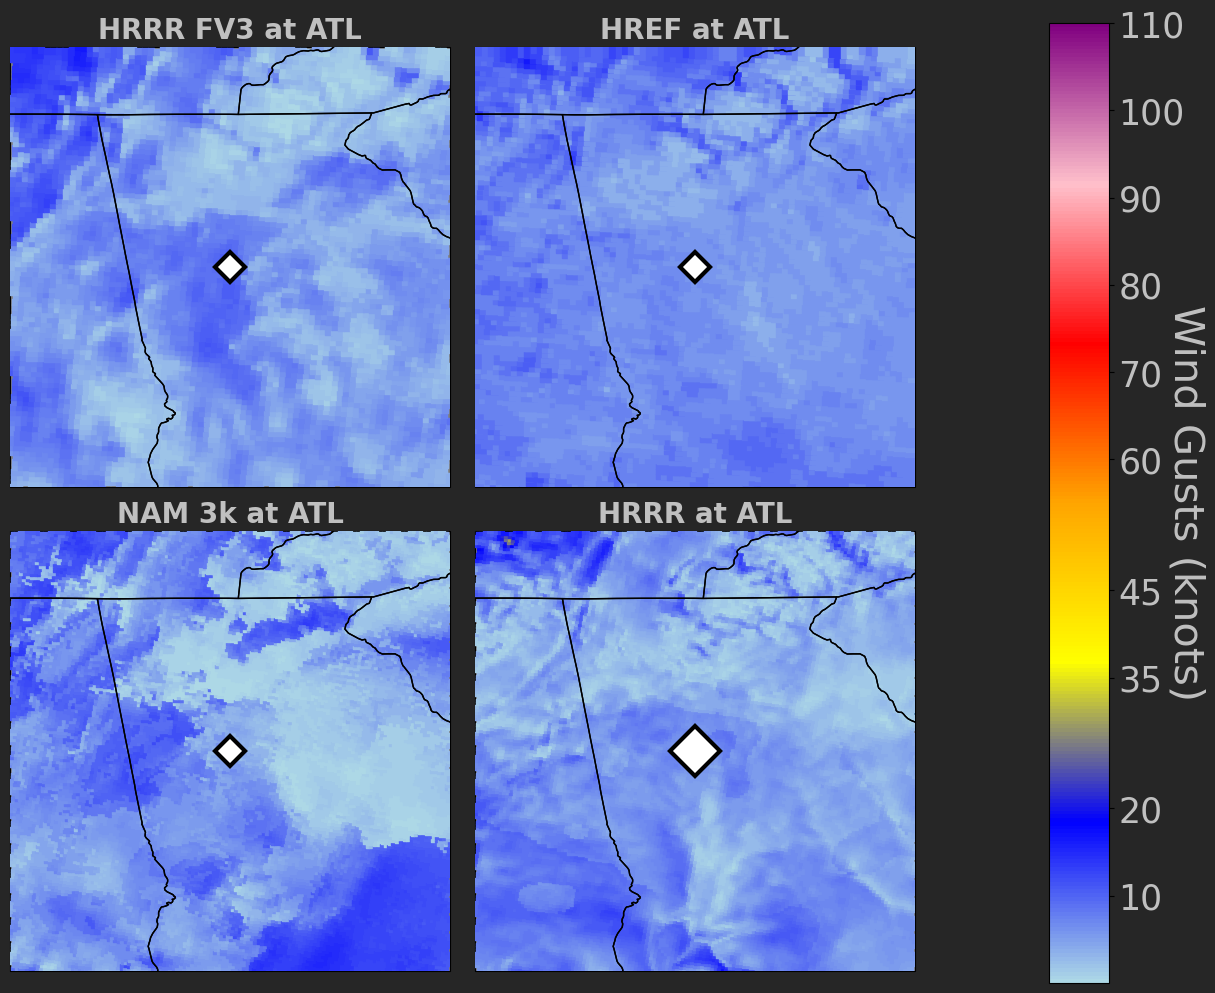 HRRR FV3 at ATL
HREF at ATL
NAM 3k at ATL
HRRR at ATL
110
100
90
80
70
60
45
35
20
10
Wind Gusts (knots)